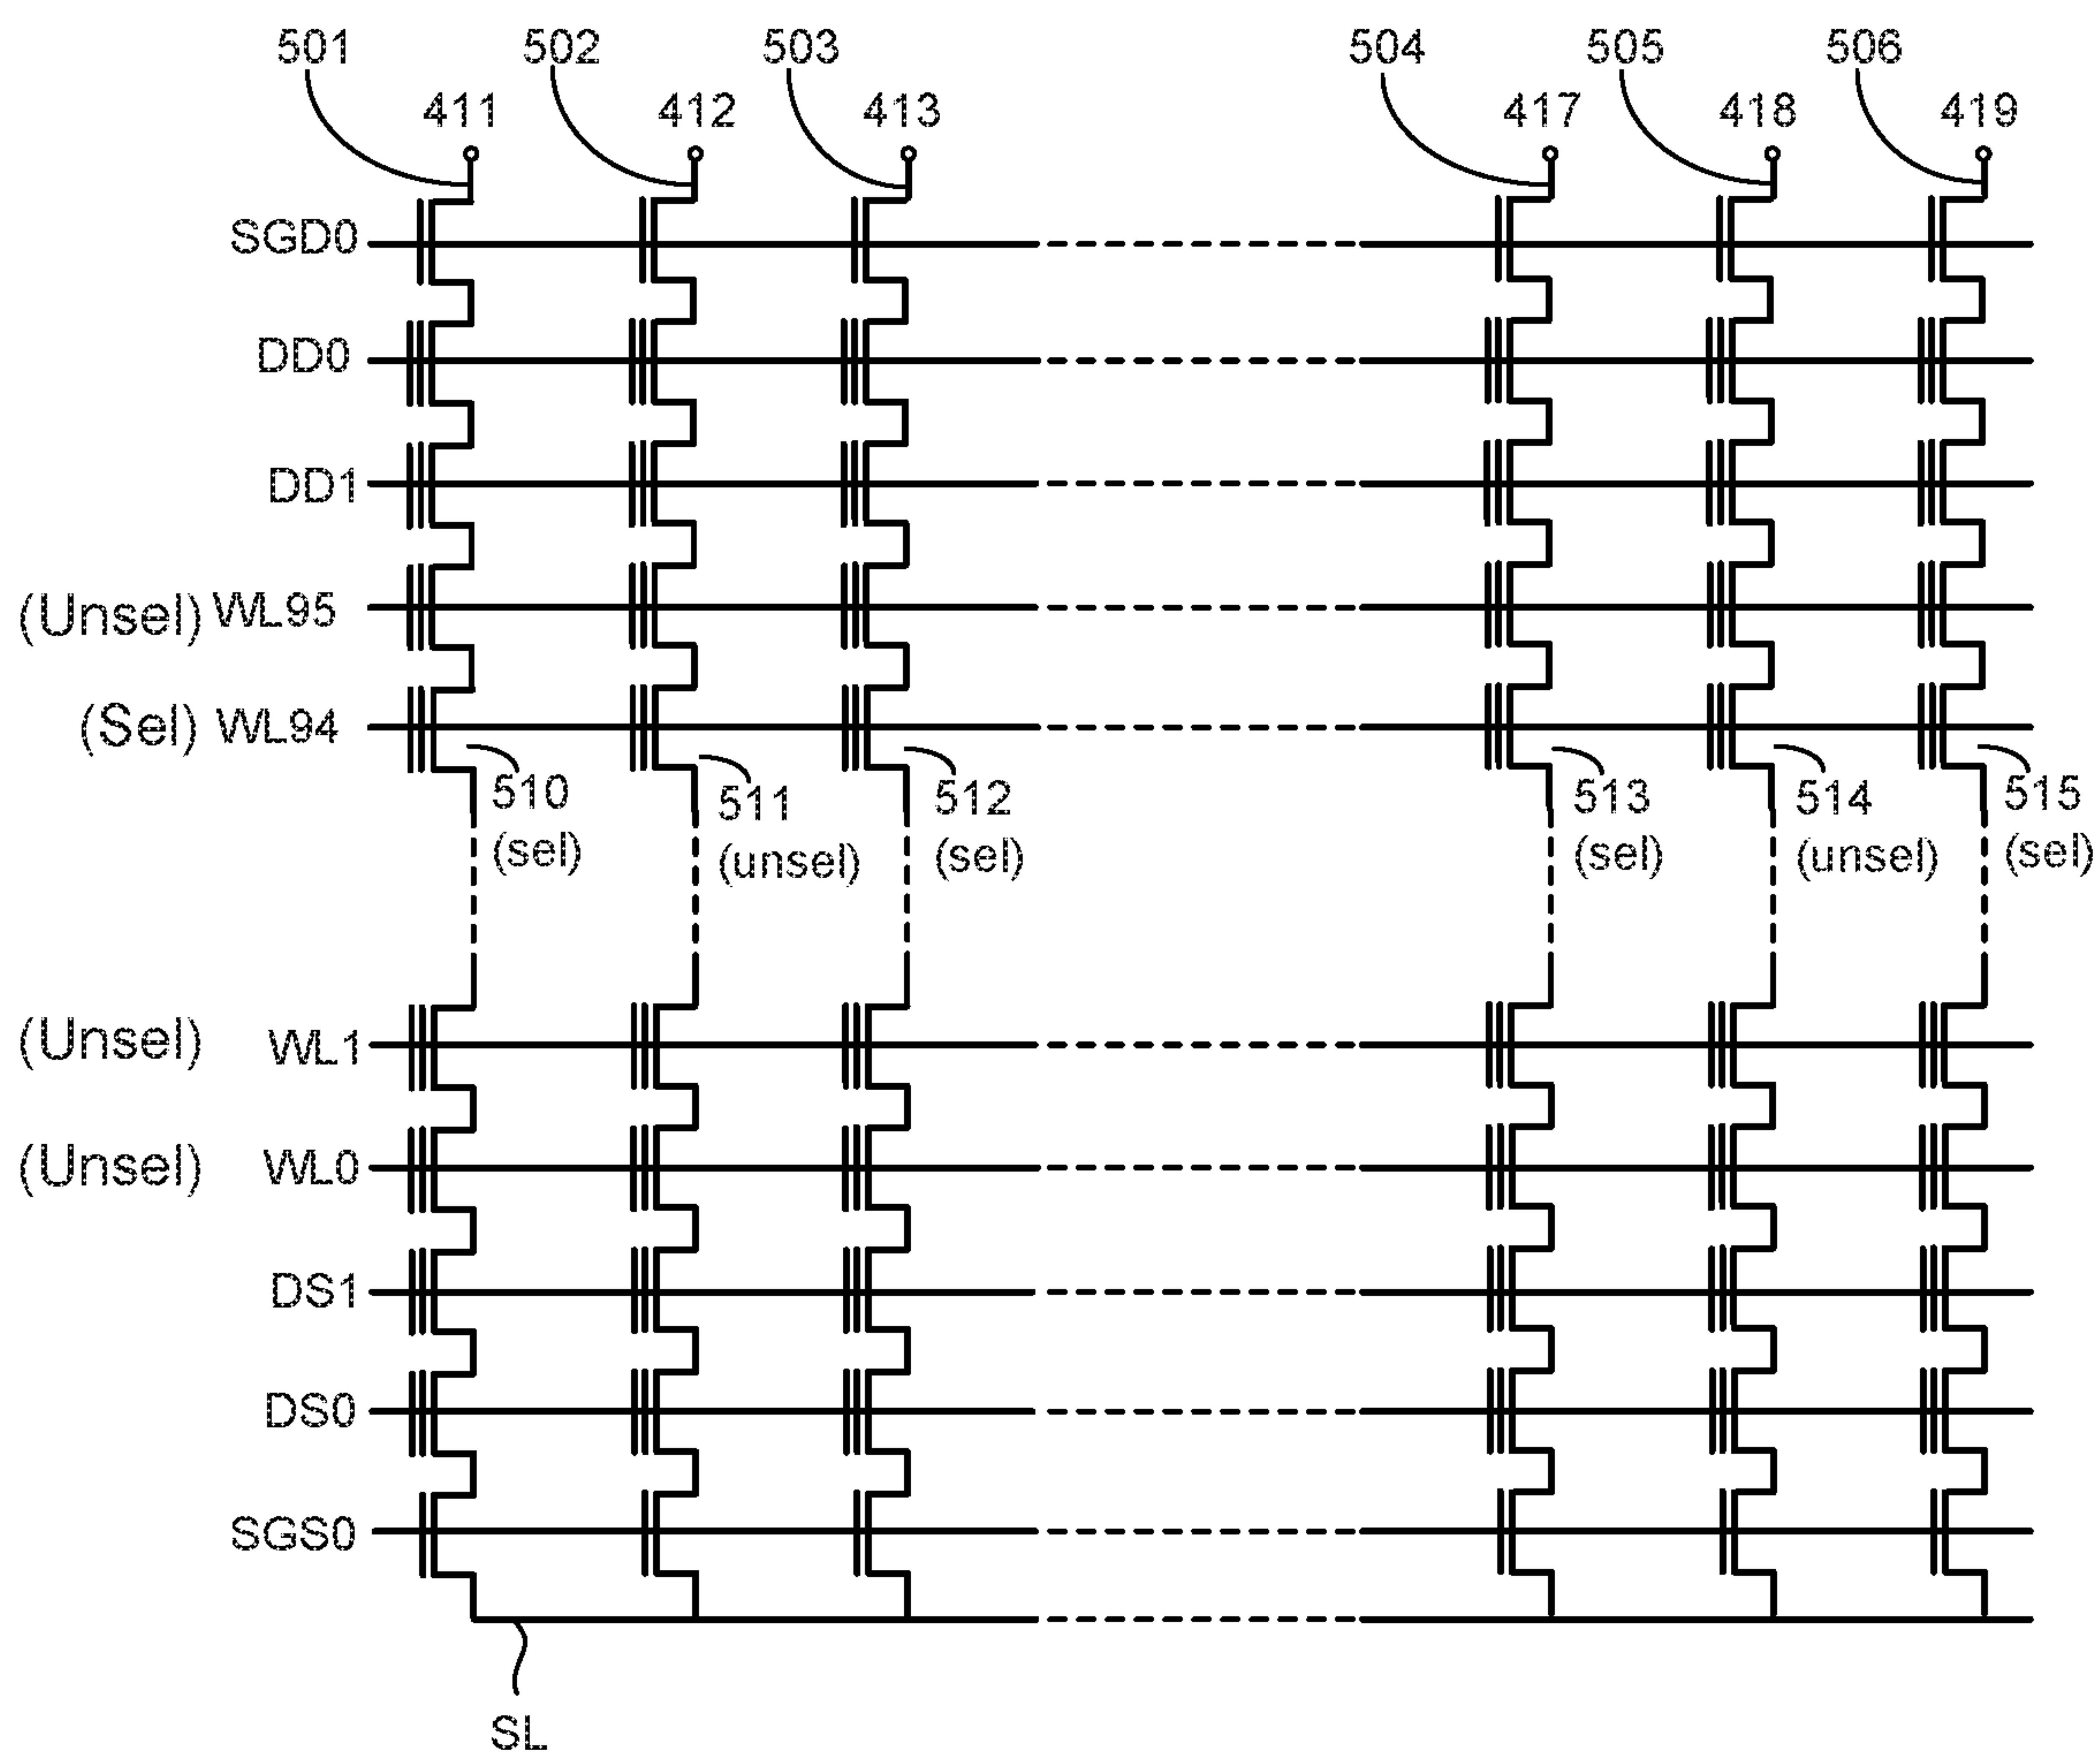 501 502 503 504 505 506
411 412 413 417 418 419
SGD0
DD0
DD1
(Unsel) WL95
(Sel) WL94
510 (sel)
511 (unsel)
512 (sel)
513 (sel)
514 (unsel)
515 (sel)
(Unsel) WL1
(Unsel) WL0
DS1
DS0
SGS0
SL